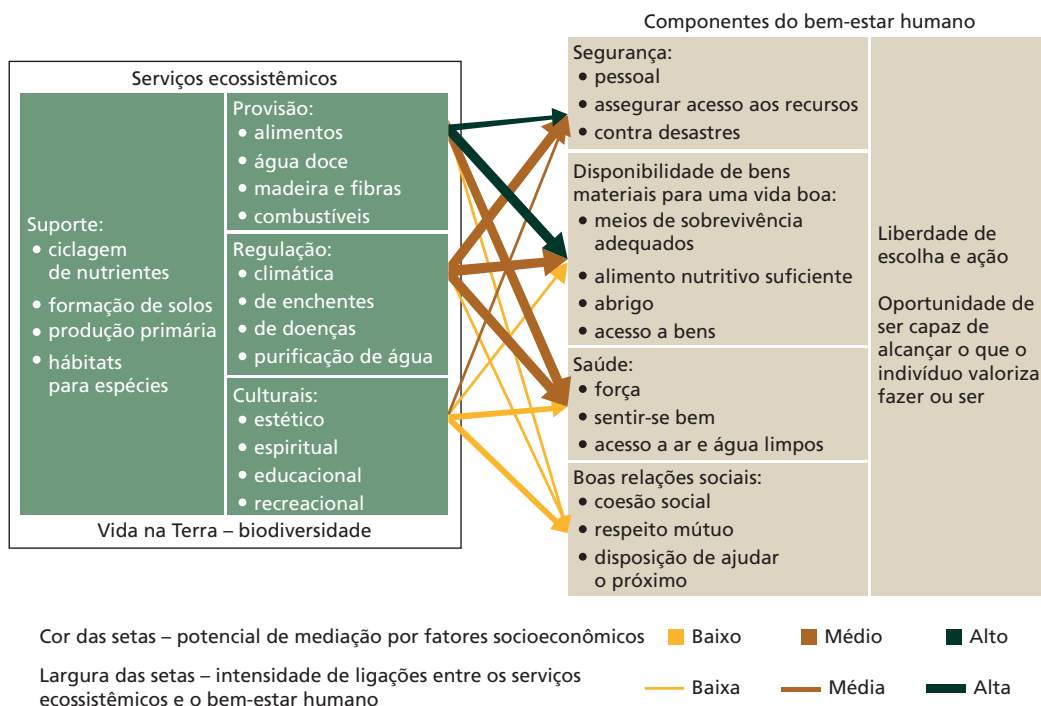 Componentes do bem-estar humano
Serviços ecossistêmicos
Suporte:
• ciclagem
de nutrientes
• formação de solos
• produção primária
• hábitats
para espécies
Provisão:
• alimentos
• água doce
• madeira e fibras
• combustíveis
Regulação:
• climática
• de enchentes
• de doenças
• purificação de água
Culturais:
• estético
• espiritual
• educacional
• recreacional
Vida na Terra – biodiversidade
Segurança:
• pessoal
• assegurar acesso aos recursos
• contra desastres
Disponibilidade de bens
materiais para uma vida boa:
• meios de sobrevivência
adequados
• alimento nutritivo suficiente
• abrigo
• acesso a bens
Saúde:
• força
• sentir-se bem
• acesso a ar e água limpos
Boas relações sociais:
• coesão social
• respeito mútuo
• disposição de ajudar
o próximo
Liberdade de
escolha e ação
Oportunidade de
ser capaz de
alcançar o que o
indivíduo valoriza
fazer ou ser
Cor das setas – potencial de mediação por fatores socioeconômicos Baixo Médio Alto
Largura das setas – intensidade de ligações entre os serviços
ecossistêmicos e o bem-estar humano
Baixa Média Alta